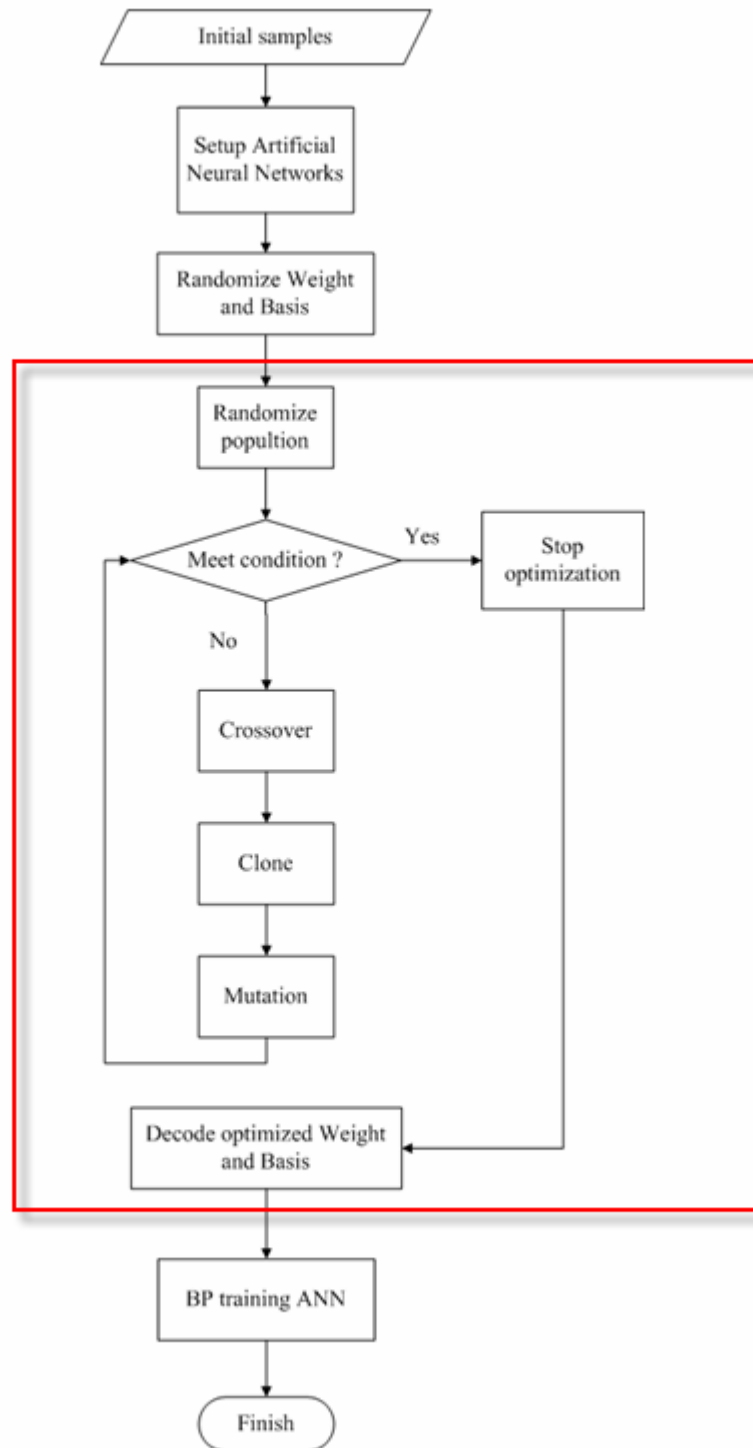 Initial samples
Setup Artificial
Neural Networks
Randomize Weight
and Basis
Randomize
popultion
Meet condition ?
Yes
Stop
optimization
No
Crossover
Clone
Mutation
Decode optimized Weight
and Basis
BP training ANN
Finish